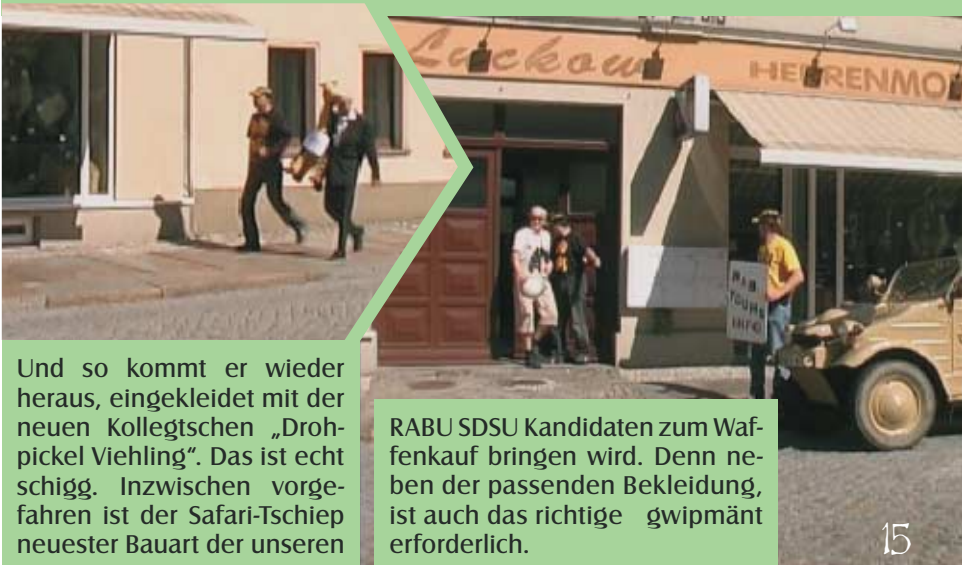 Luckow
HERRENMO
RAB
TOURS
INFO
Und so kommt er wieder
heraus, eingekleidet mit der
neuen Kollegtschen „Droh-
pickel Viehling“. Das ist echt
schigg. Inzwischen vorge-
fahren ist der Safari-Tschiep
neuester Bauart der unseren
RABU SDSU Kandidaten zum Waf-
fenkauf bringen wird. Denn ne-
ben der passenden Bekleidung,
ist auch das richtige gwipmänt
erforderlich.
15